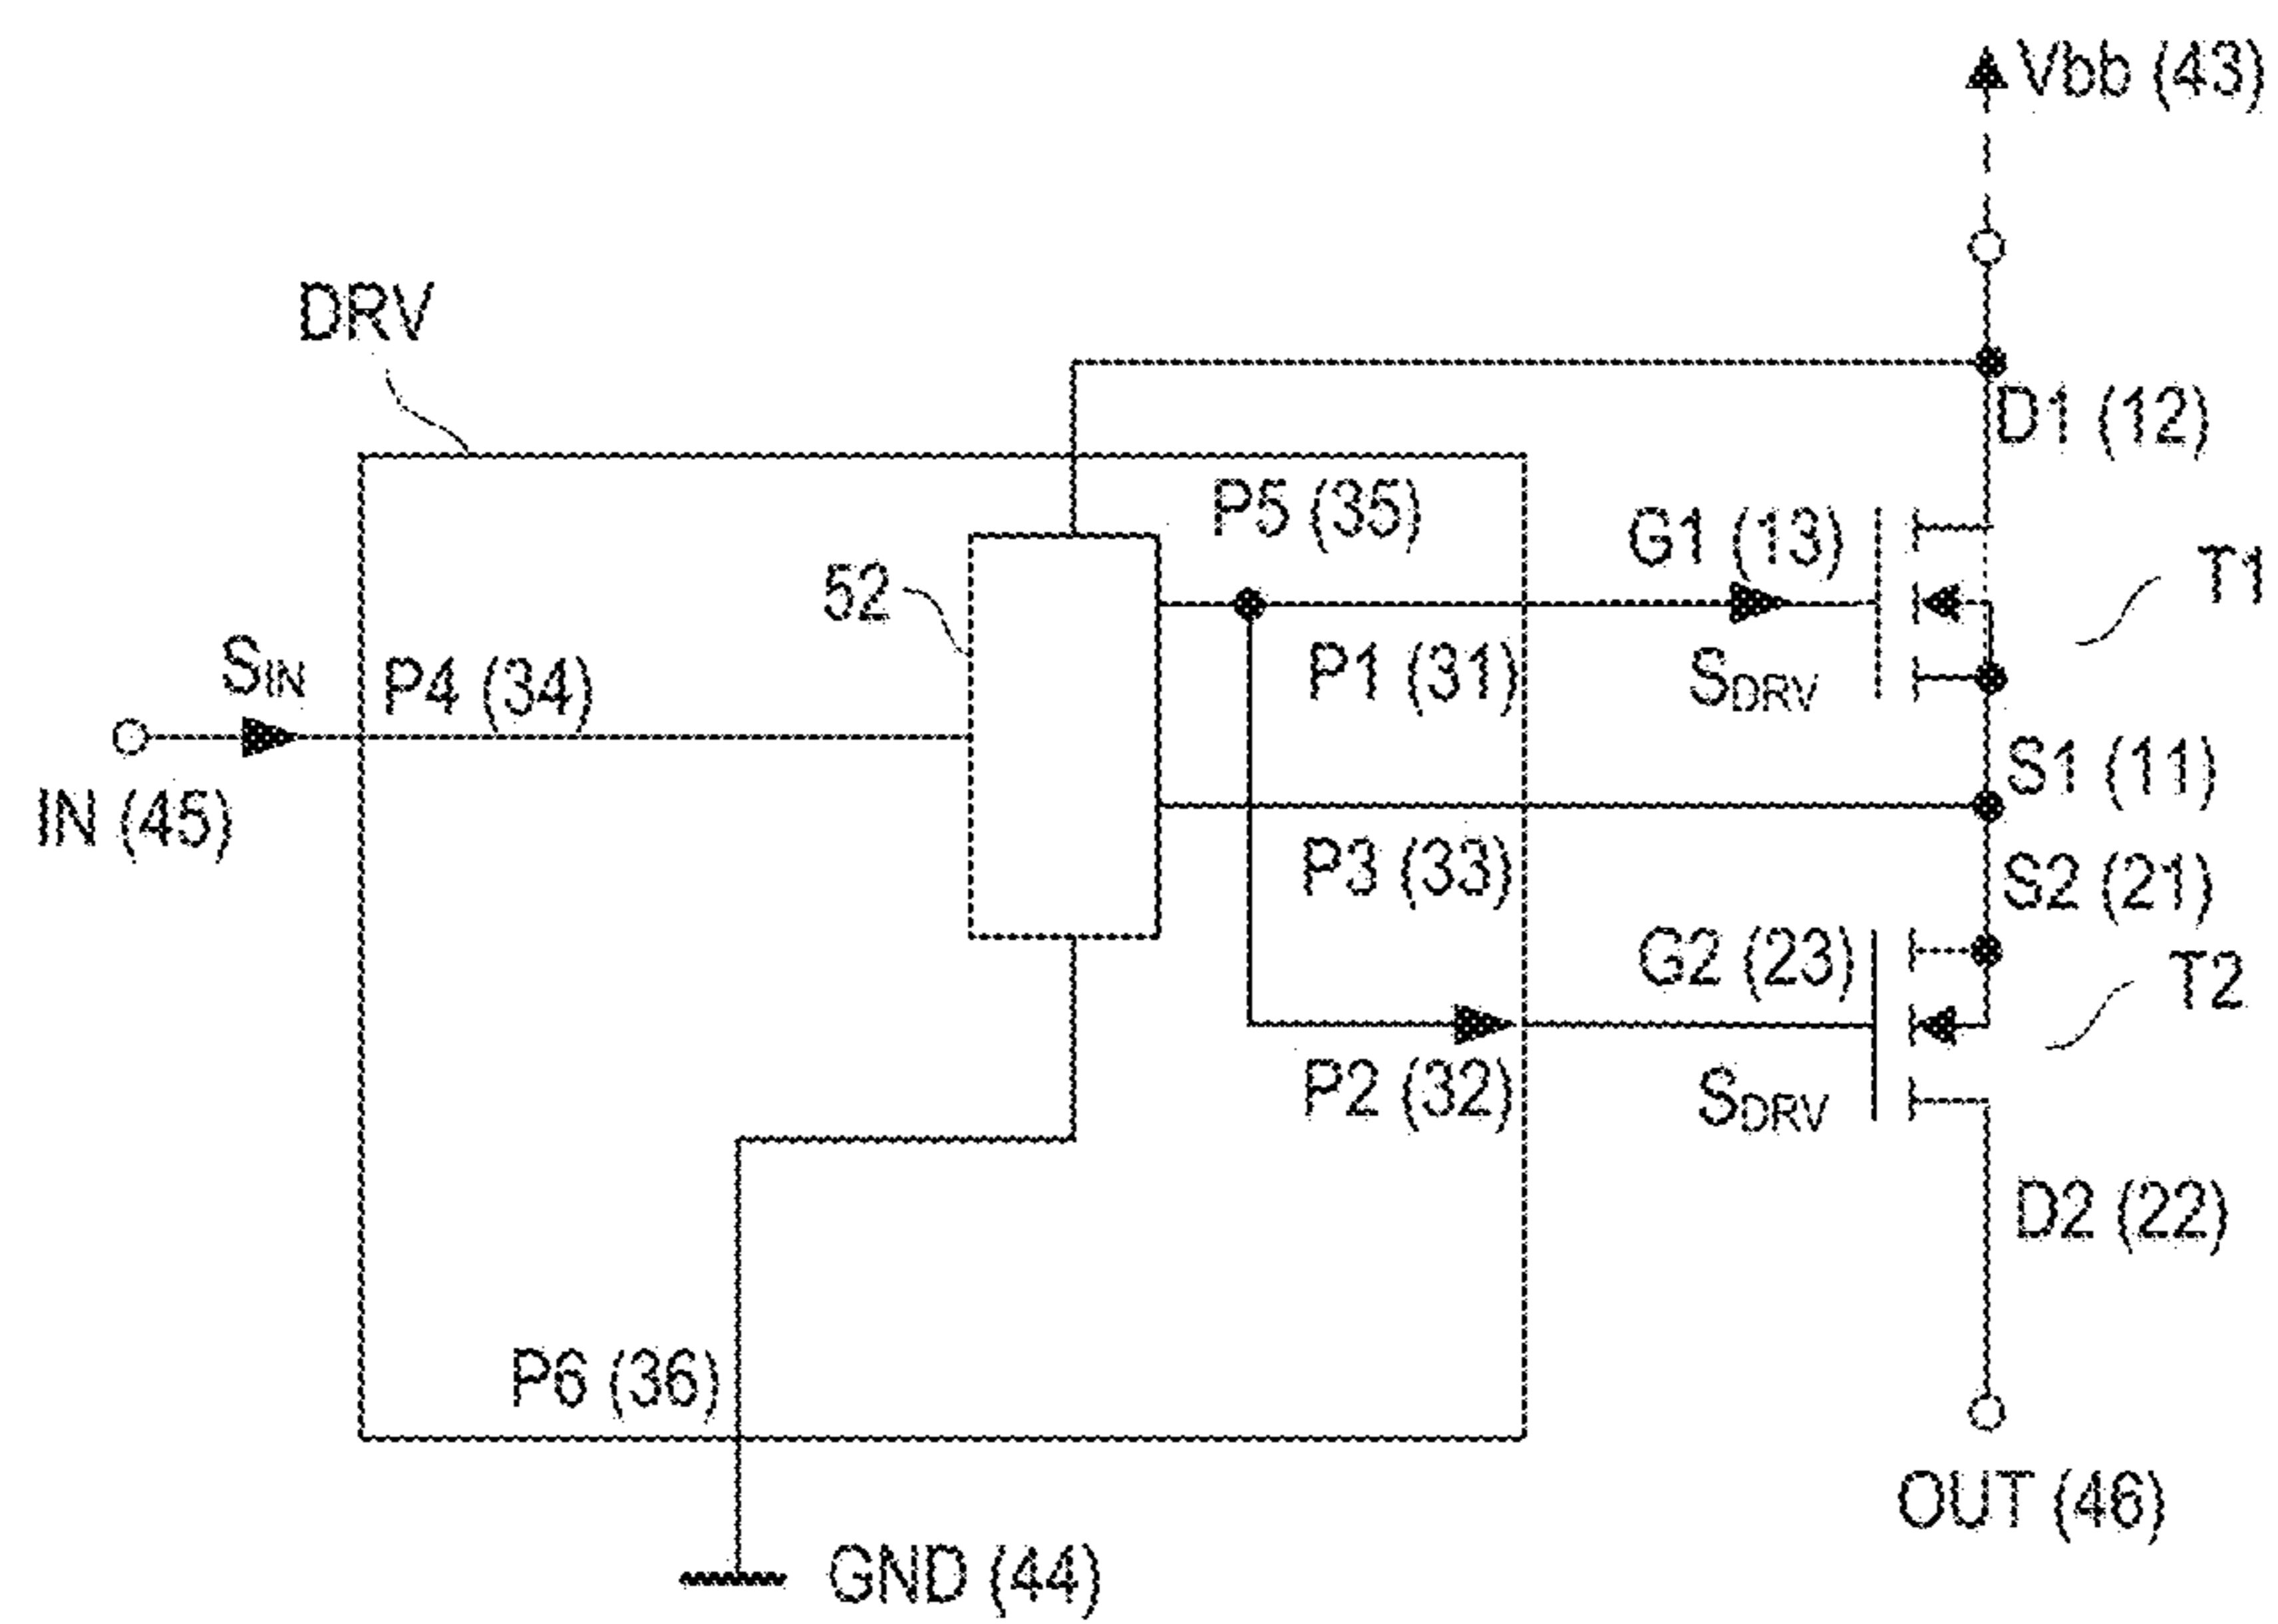 Vbb (43)
DRV
D1 (12)
P5 (35)
G1 (13)
T1
52
SIN
P4 (34)
P1 (31)
SDRV
S1 (11)
IN (45)
P3 (33)
S2 (21)
G2 (23)
T2
P2 (32)
SDRV
D2 (22)
P6 (36)
OUT (46)
GND (44)